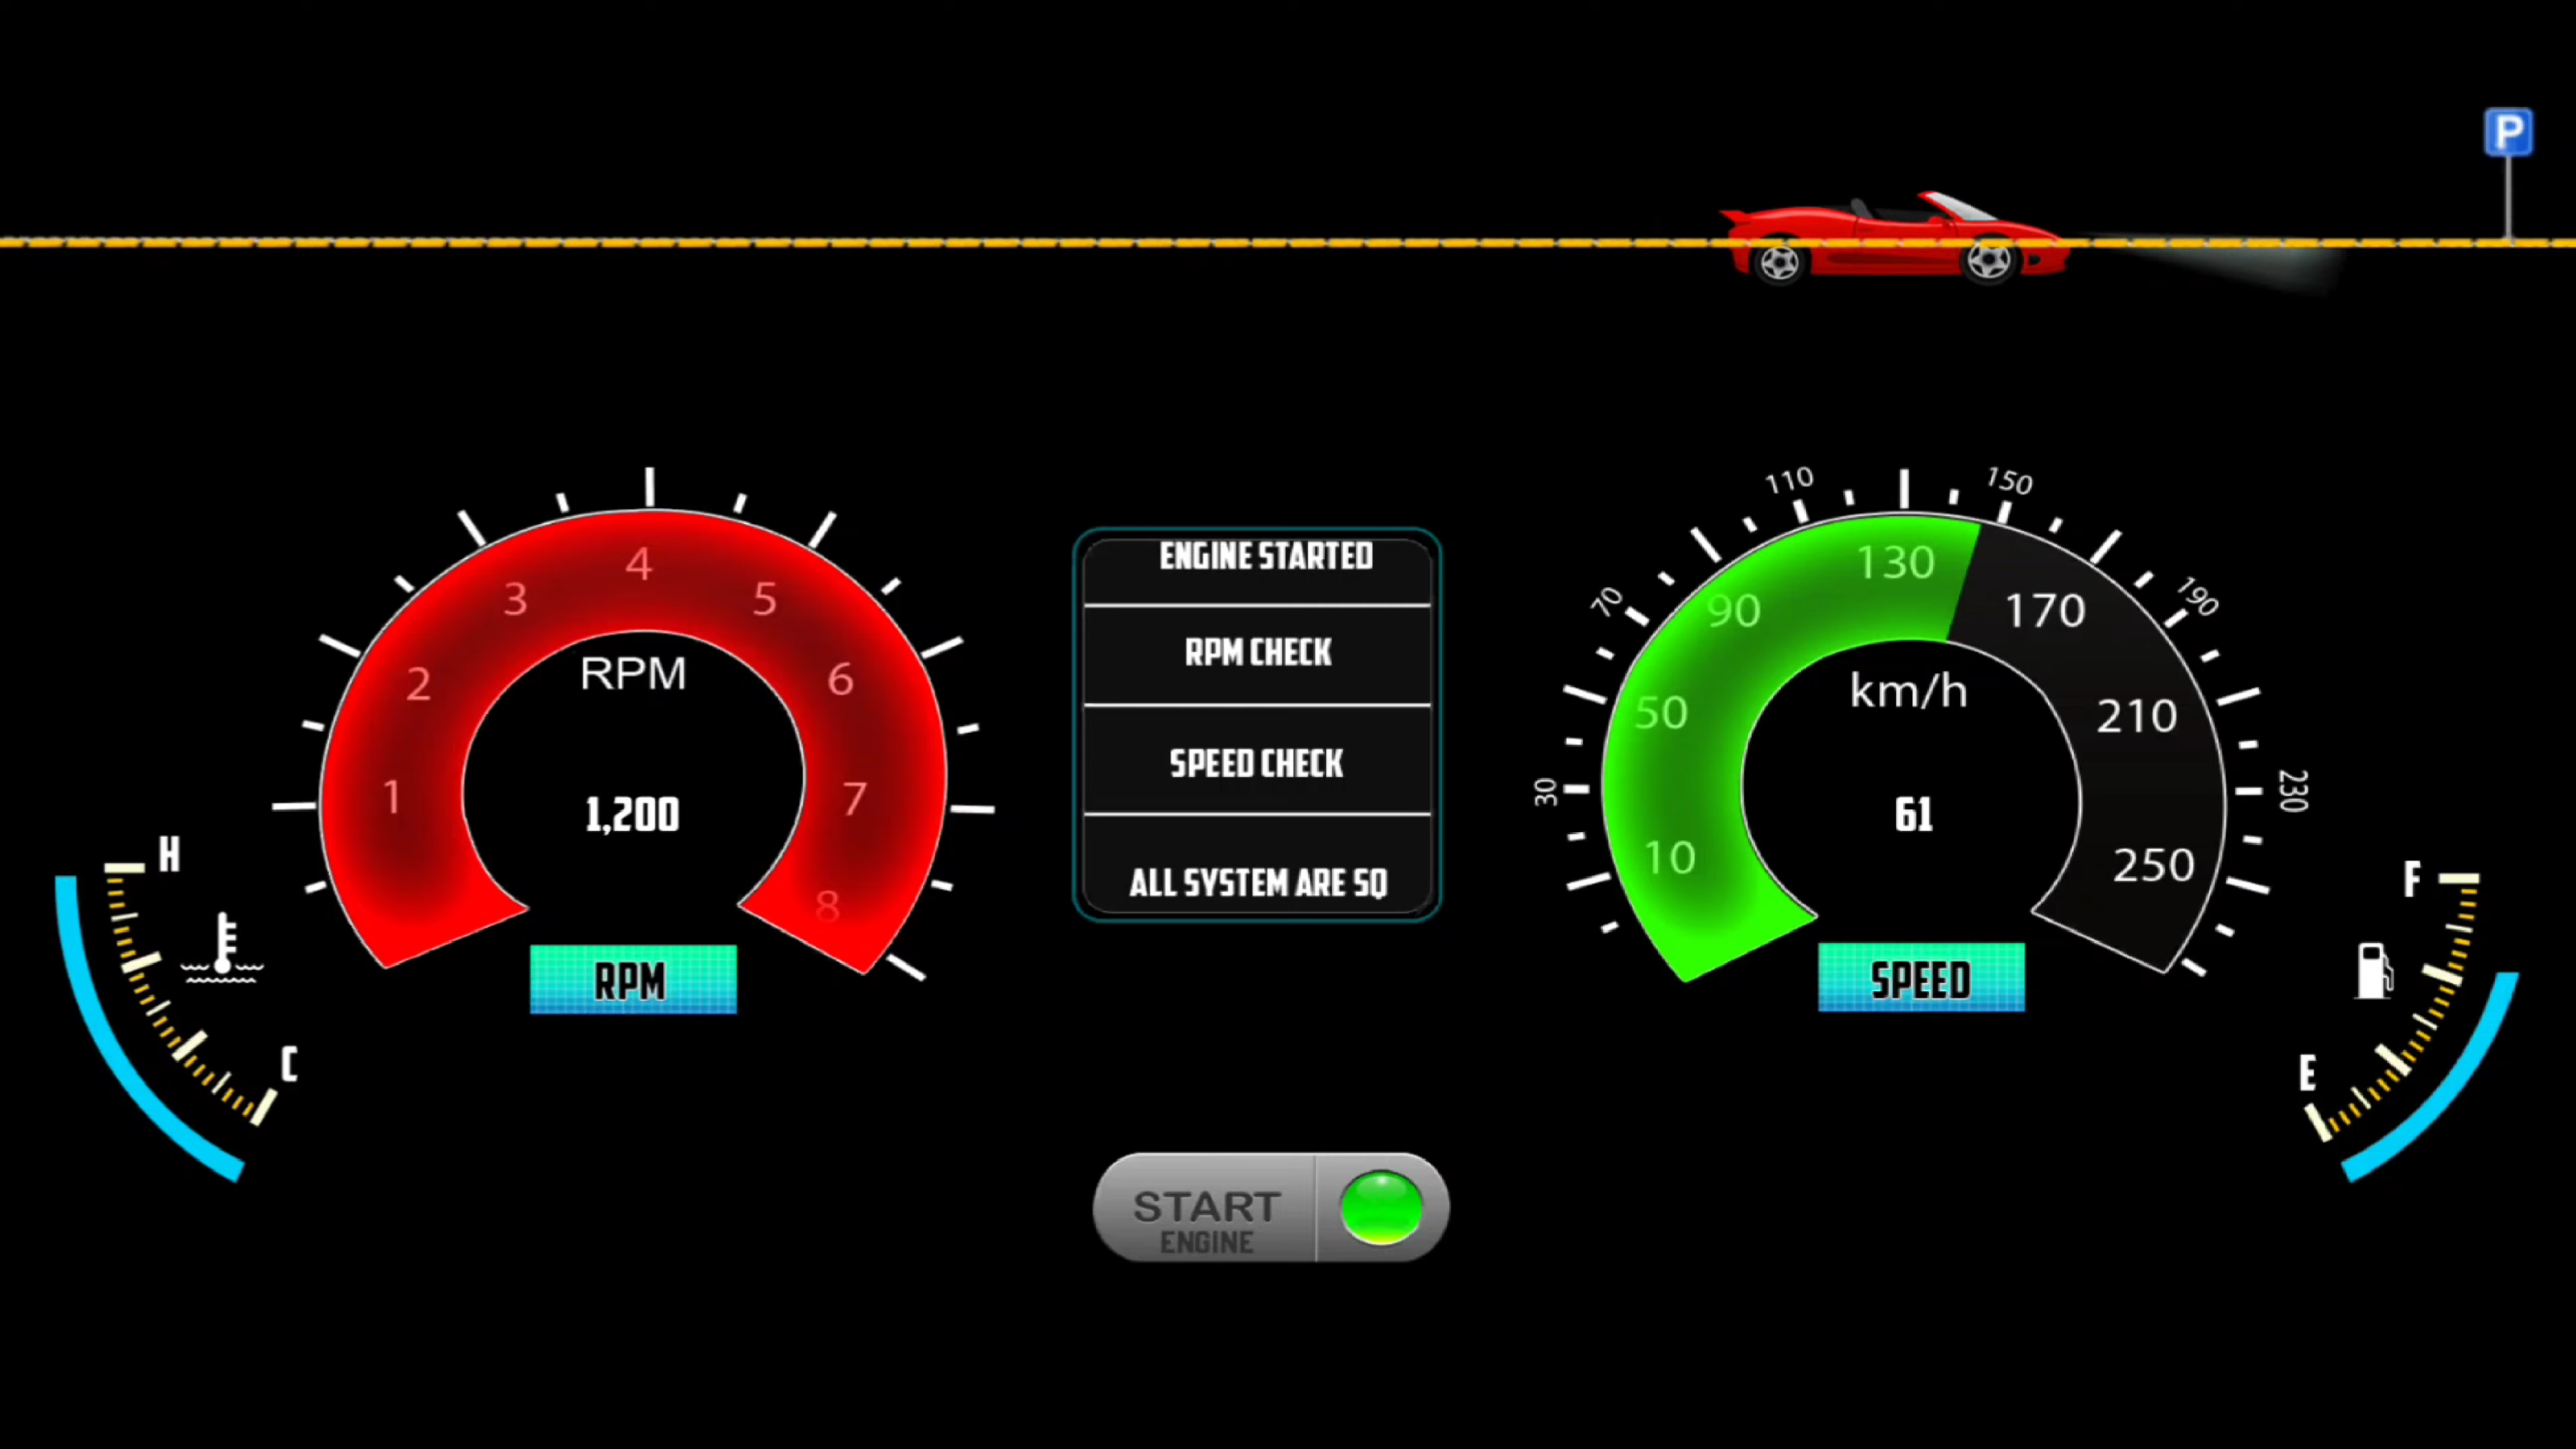 P
110
150
130
4
3
5
90
170
70
190
2
6
RPM
km/h
50
210
1
7
30
230
1,200
61
8
10
250
ENGINE STARTED
RPM CHECK
SPEED CHECK
ALL SYSTEM ARE SQ
H
C
F
E
RPM
SPEED
START
ENGINE